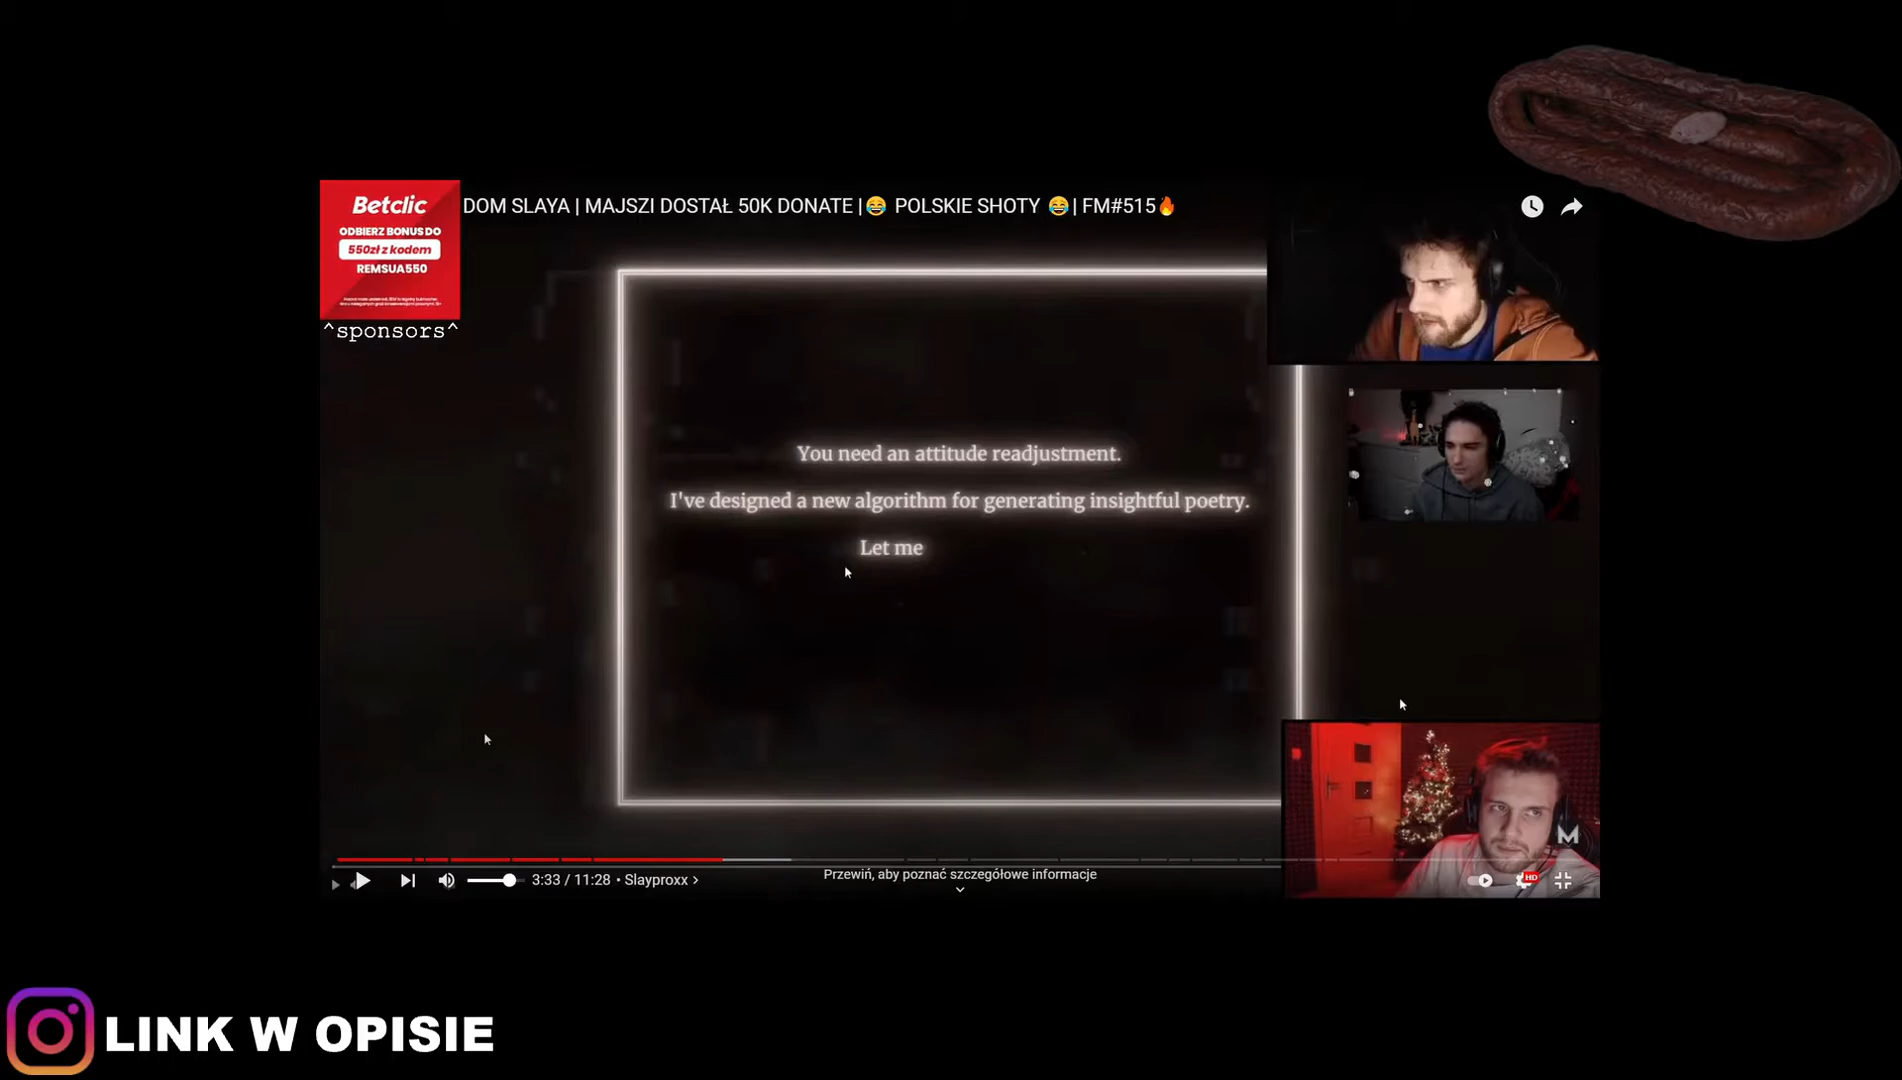 Betclic
ODBIERZ BONUS DO
550zł z kodem
REMSUA550
^sponsors^
DOM SLAYA | MAJSZI DOSTAŁ 50K DONATE |😂 POLSKIE SHOTY 😂| FM#515🔥
You need an attitude readjustment.
I've designed a new algorithm for generating insightful poetry.
Let me
M
3:33 / 11:28 • Slayproxx ›
Przewiń, aby poznać szczegółowe informacje
HD
LINK W OPISIE